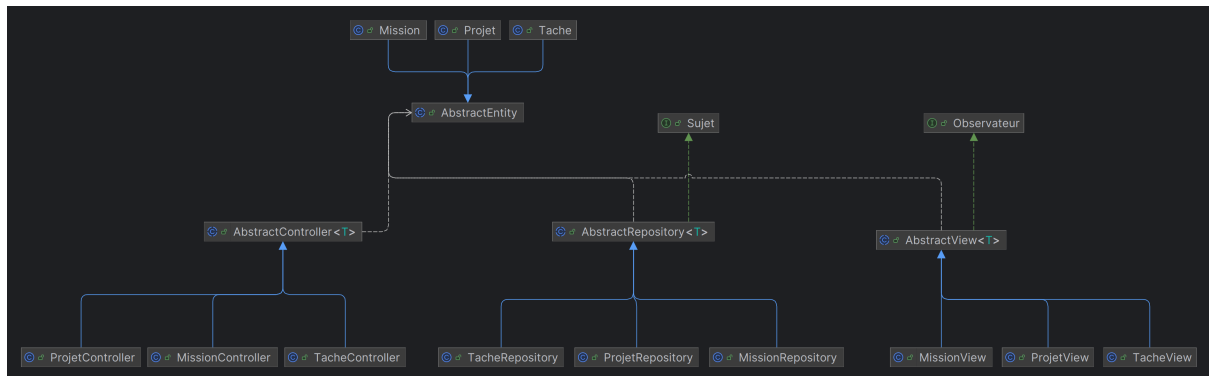 Mission
Projet
Tache
AbstractEntity
Sujet
Observateur
AbstractController<T>
AbstractRepository<T>
AbstractView<T>
ProjetController
MissionController
TacheController
TacheRepository
ProjetRepository
MissionRepository
MissionView
ProjetView
TacheView